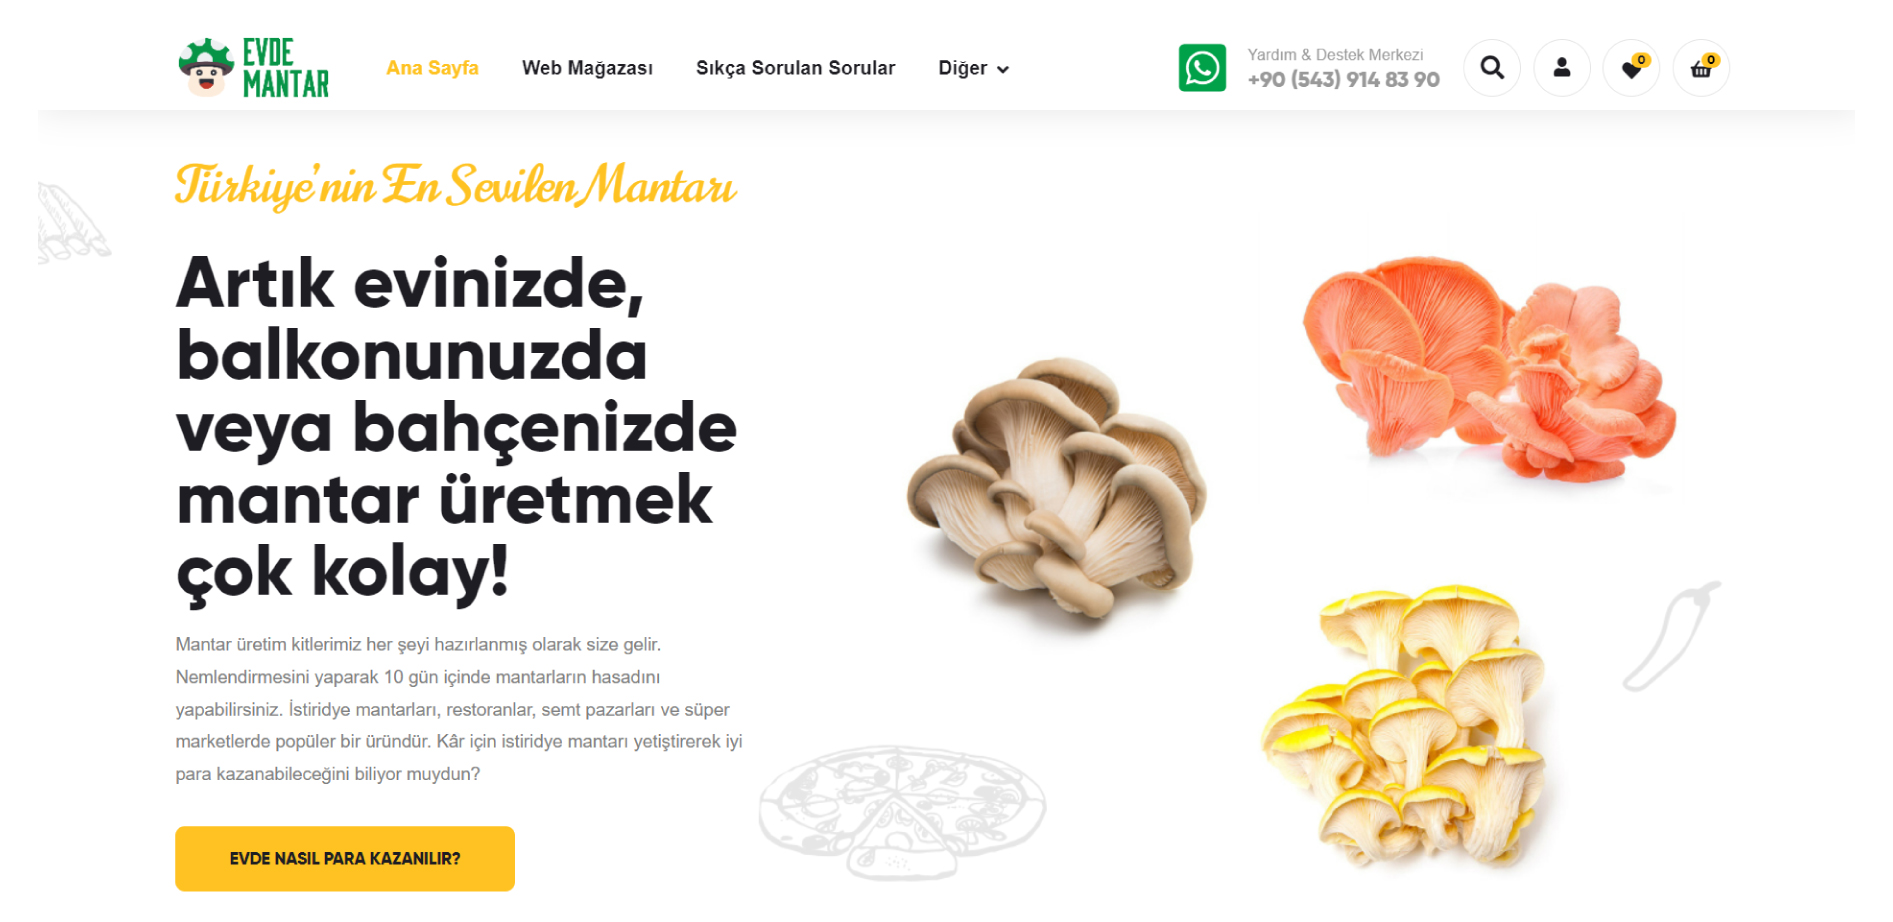 EVDE
MANTAR
Ana Sayfa
Web Mağazası
Sıkça Sorulan Sorular
Diğer
Yardım & Destek Merkezi
+90 (543) 914 83 90
0
0
Türkiye'nin En Sevilen Mantarı
Artık evinizde,
balkonunuzda
veya bahçenizde
mantar üretmek
çok kolay!
Mantar üretim kitlerimiz her şeyi hazırlanmış olarak size gelir.
Nemlendirmesini yaparak 10 gün içinde mantarların hasadını
yapabilirsiniz. İstiridye mantarları, restoranlar, semt pazarları ve süper
marketlerde popüler bir üründür. Kâr için istiridye mantarı yetiştirerek iyi
para kazanabileceğini biliyor muydun?
EVDE NASIL PARA KAZANILIR?